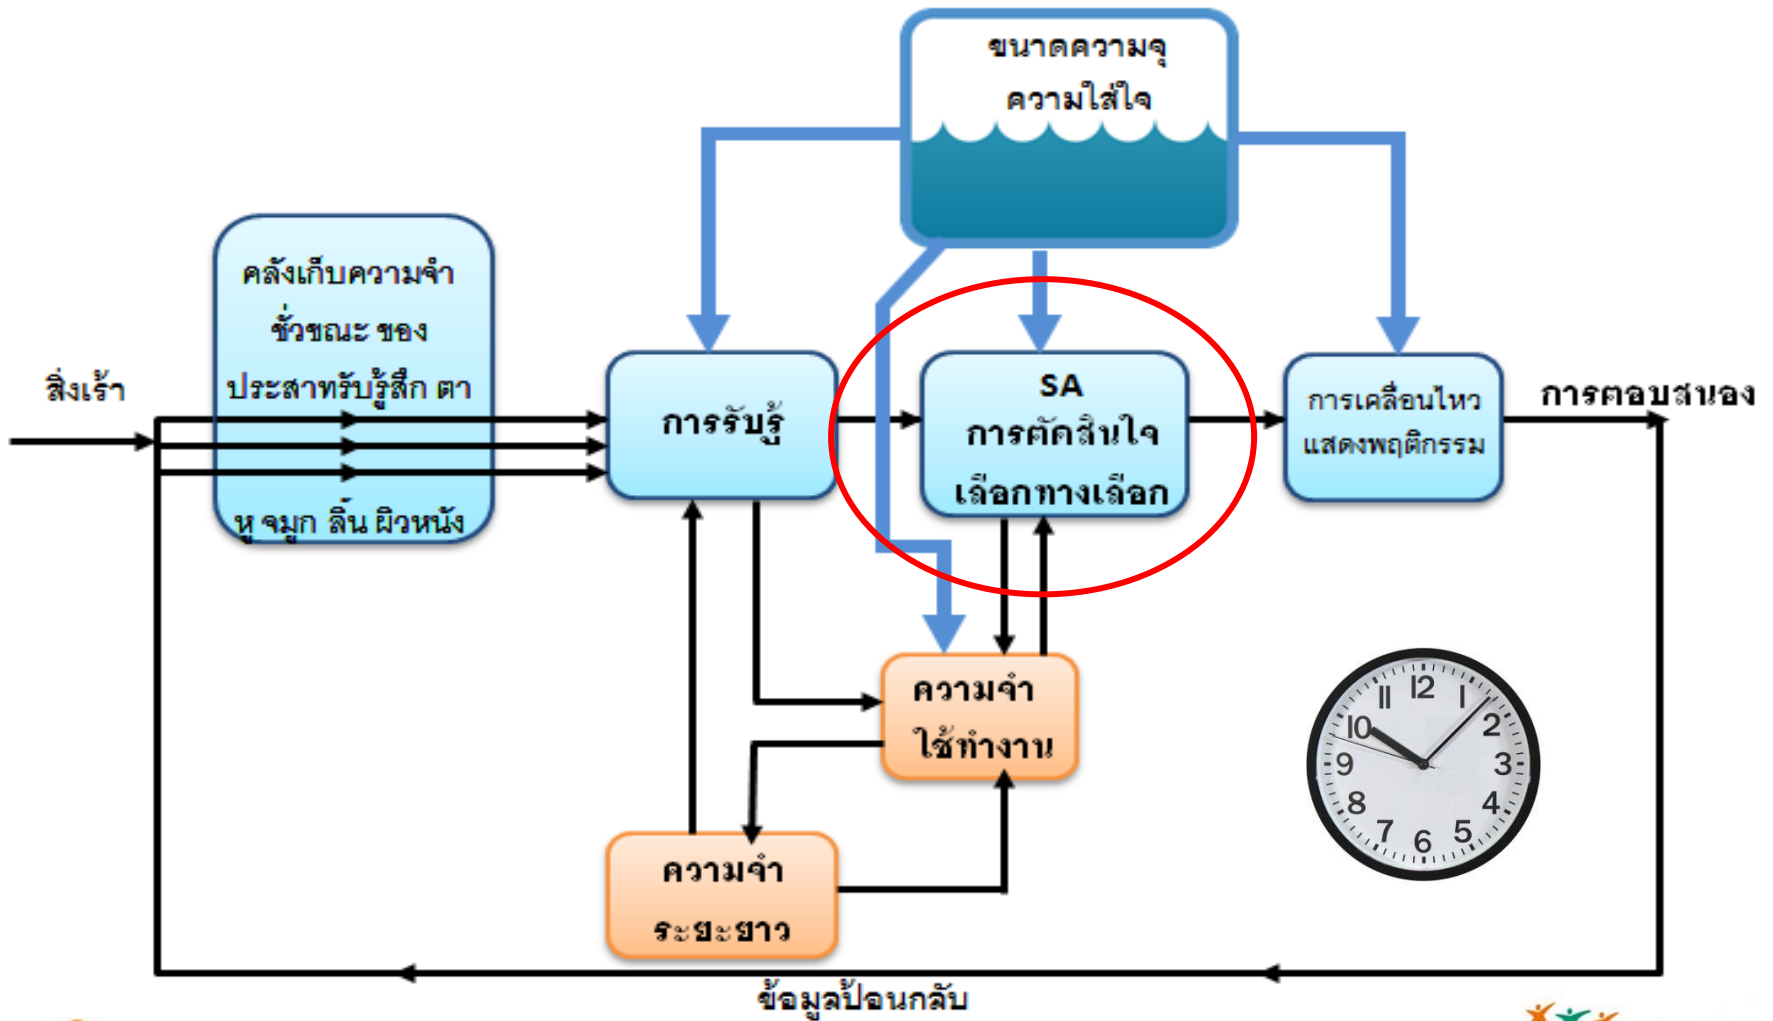 ขนาดความจุ
ความใส่ใจ
คลังเก็บความจำ
ชั่วขณะ ของ
ประสาทรับรู้สึก ตา
หู จมูก ลิ้น ผิวหนัง
สิ่งเร้า
การรับรู้
SA
การตัดสินใจ
เลือกทางเลือก
การเคลื่อนไหว
แสดงพฤติกรรม
การตอบสนอง
ความจำ
ใช้ทำงาน
ความจำ
ระยะยาว
12
1
2
3
4
5
6
7
8
9
10
11
ข้อมูลป้อนกลับ